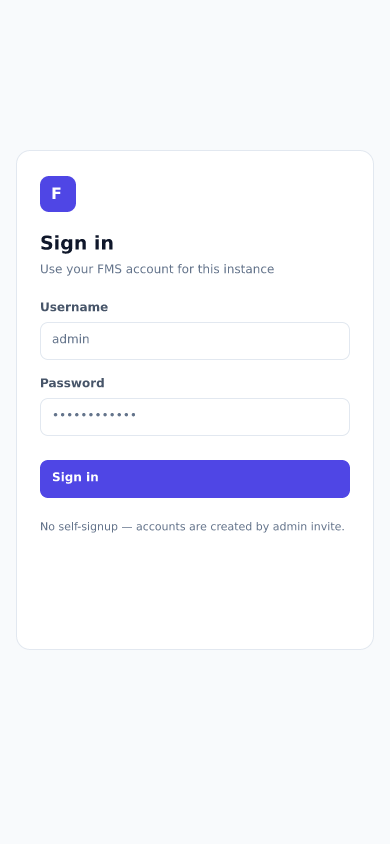 F
Sign in
Use your FMS account for this instance
Username
admin
Password
••••••••••••
Sign in
No self-signup — accounts are created by admin invite.